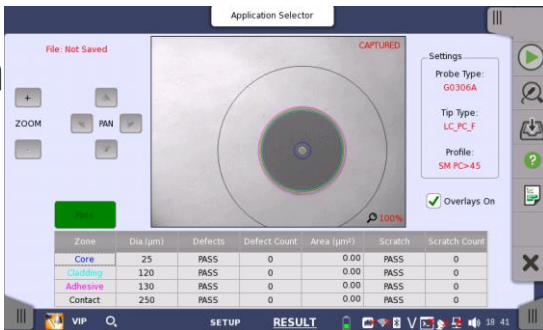 Application Selector
File: Not Saved
CAPTURED
Settings
Probe Type:
G0306A
Tip Type:
LC_PC_F
Profile:
SM PC>45
+
ZOOM
-
PAN
Overlays On
100%
Pass
Zone Dia.(µm) Defects Defect Count Area (µm²) Scratch Scratch Count
Core 25 PASS 0 0.00 PASS 0
Cladding 120 PASS 0 0.00 PASS 0
Adhesive 130 PASS 0 0.00 PASS 0
Contact 250 PASS 0 0.00 PASS 0
VIP SETUP RESULT 19 41